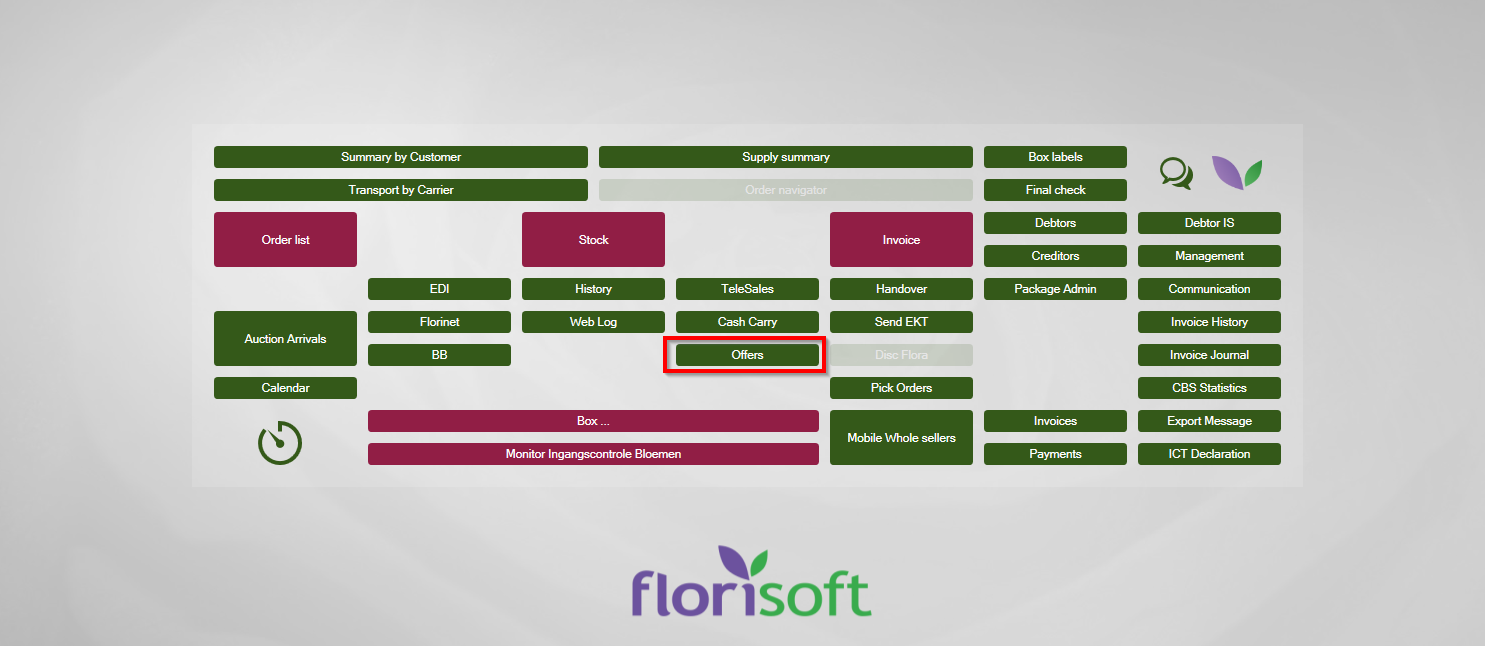 Summary by Customer
Supply summary
Box labels
Transport by Carrier
Order navigator
Final check
Order list
Stock
Invoice
Debtors
Debtor IS
Creditors
Management
EDI
History
TeleSales
Handover
Package Admin
Communication
Auction Arrivals
Florinet
Web Log
Cash Carry
Send EKT
Invoice History
BB
Offers
Disc Flora
Invoice Journal
Calendar
Pick Orders
CBS Statistics
Box ...
Mobile Whole sellers
Invoices
Export Message
Monitor Ingangscontrole Bloemen
Payments
ICT Declaration
florisoft